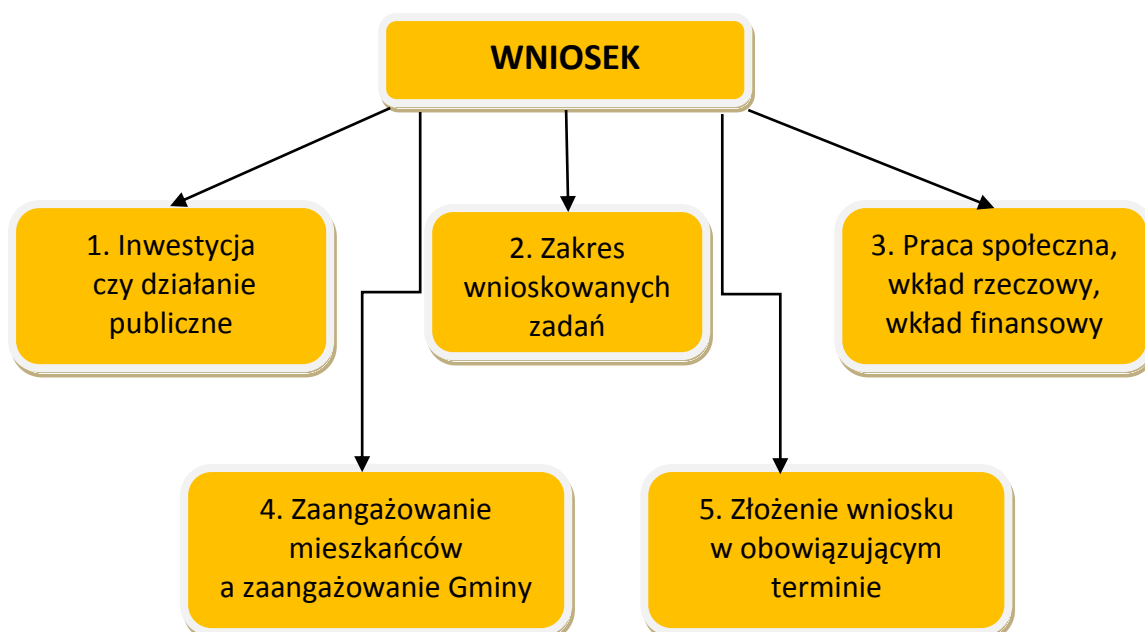 WNIOSEK
1. Inwestycja
czy działanie
publiczne
2. Zakres
wnioskowanych
zadań
3. Praca społeczna,
wkład rzeczowy,
wkład finansowy
4. Zaangażowanie
mieszkańców
a zaangażowanie Gminy
5. Złożenie wniosku
w obowiązującym
terminie